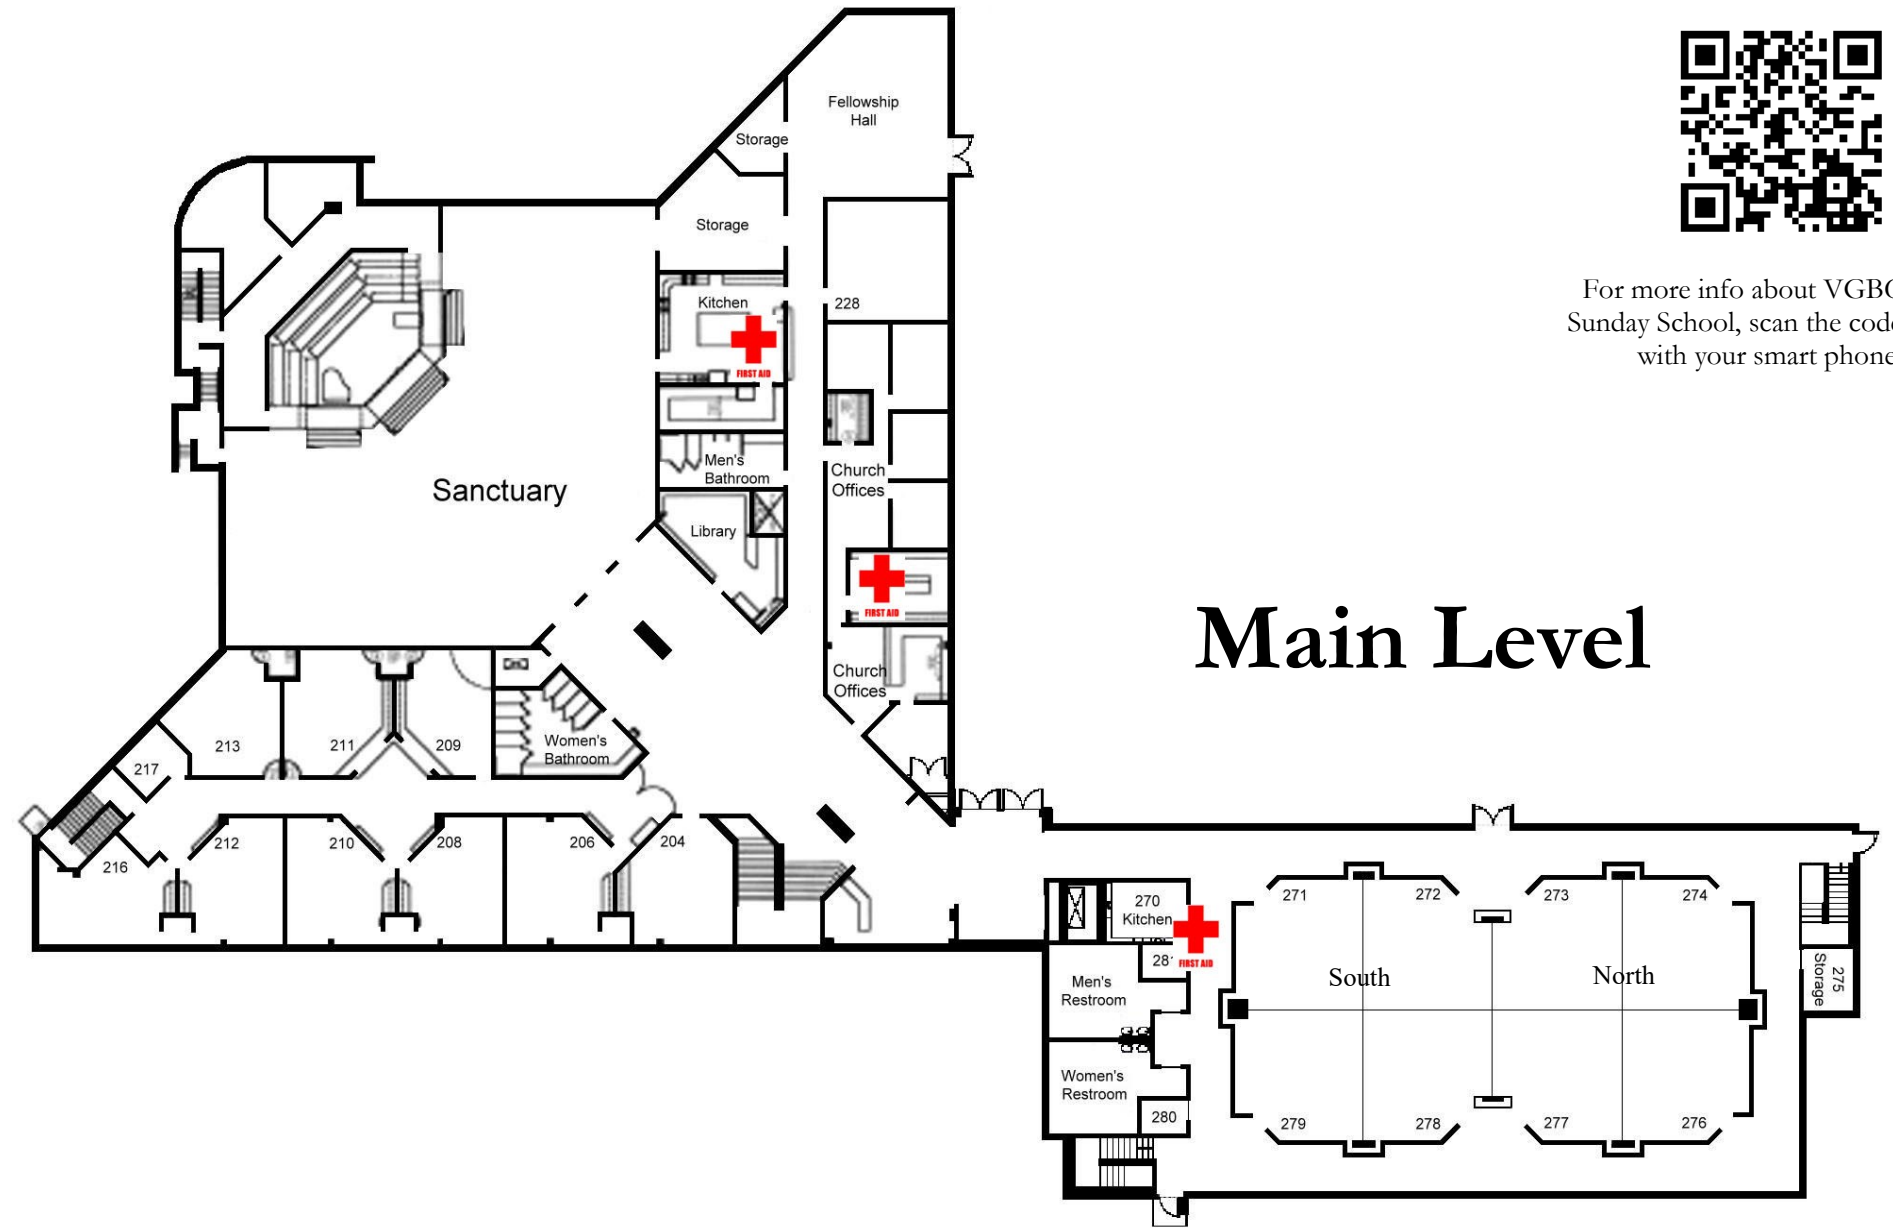 Fellowship
Hall
Storage
Storage
Kitchen
FIRST AID
228
Men's
Bathroom
Church
Offices
Sanctuary
Library
FIRST AID
Church
Offices
For more info about
Sunday School, scan the
with your smart phone
Main Level
213
211
209
Women's
Bathroom
217
216
212
210
208
206
204
270
Kitchen
FIRST AID
Men's
Restroom
Women's
Restroom
280
271
272
273
274
South
North
275
Storage
279
278
277
276